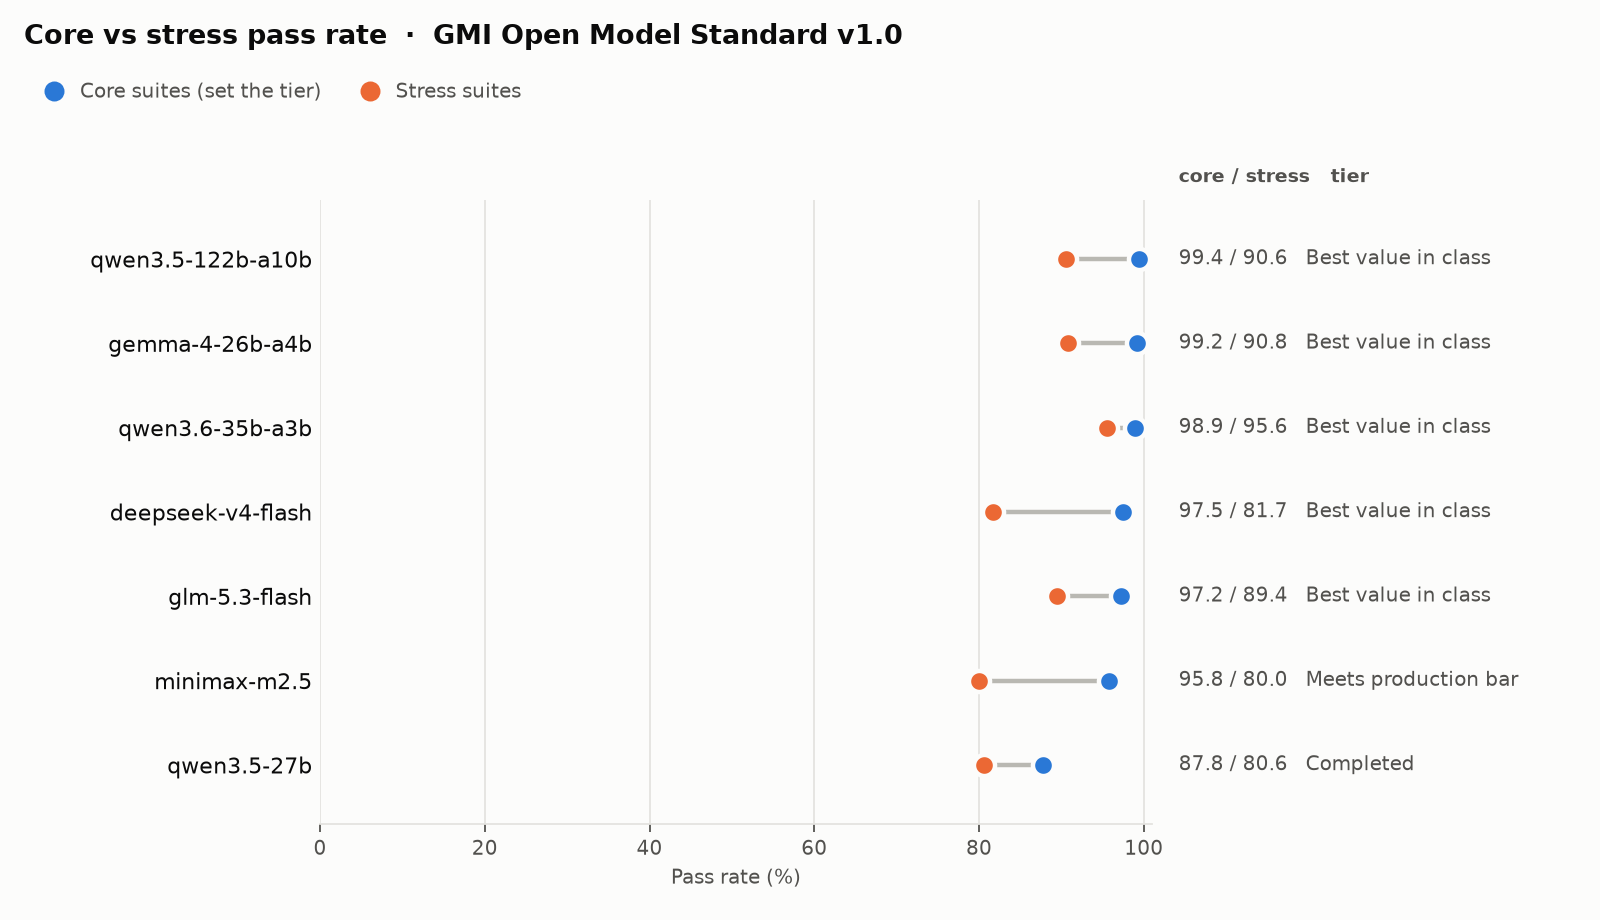 Core vs stress pass rate · GMI Open Model Standard v1.0
Core suites (set the tier) Stress suites
core / stress tier
qwen3.5-122b-a10b 99.4 / 90.6 Best value in class
gemma-4-26b-a4b 99.2 / 90.8 Best value in class
qwen3.6-35b-a3b 98.9 / 95.6 Best value in class
deepseek-v4-flash 97.5 / 81.7 Best value in class
glm-5.3-flash 97.2 / 89.4 Best value in class
minimax-m2.5 95.8 / 80.0 Meets production bar
qwen3.5-27b 87.8 / 80.6 Completed
0 20 40 60 80 100
Pass rate (%)